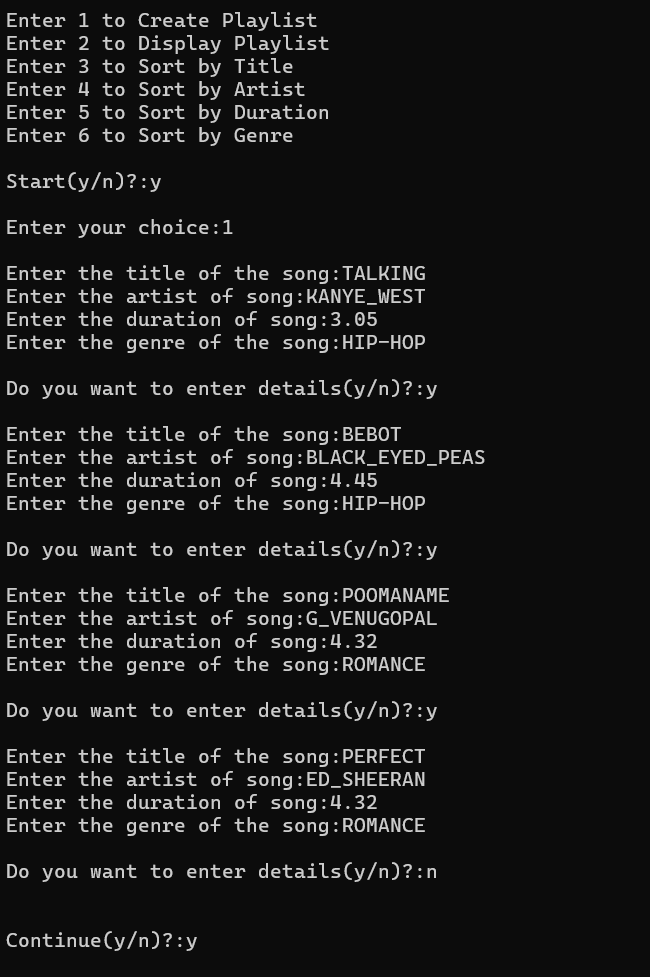 Enter 1 to Create Playlist
Enter 2 to Display Playlist
Enter 3 to Sort by Title
Enter 4 to Sort by Artist
Enter 5 to Sort by Duration
Enter 6 to Sort by Genre
Start(y/n)?:y
Enter your choice:1
Enter the title of the song:TALKING
Enter the artist of song:KANYE_WEST
Enter the duration of song:3.05
Enter the genre of the song:HIP-HOP
Do you want to enter details(y/n)?:y
Enter the title of the song:BEBOT
Enter the artist of song:BLACK_EYED_PEAS
Enter the duration of song:4.45
Enter the genre of the song:HIP-HOP
Do you want to enter details(y/n)?:y
Enter the title of the song:POOMANAME
Enter the artist of song:G_VENUGOPAL
Enter the duration of song:4.32
Enter the genre of the song:ROMANCE
Do you want to enter details(y/n)?:y
Enter the title of the song:PERFECT
Enter the artist of song:ED_SHEERAN
Enter the duration of song:4.32
Enter the genre of the song:ROMANCE
Do you want to enter details(y/n)?:n
Continue(y/n)?:y